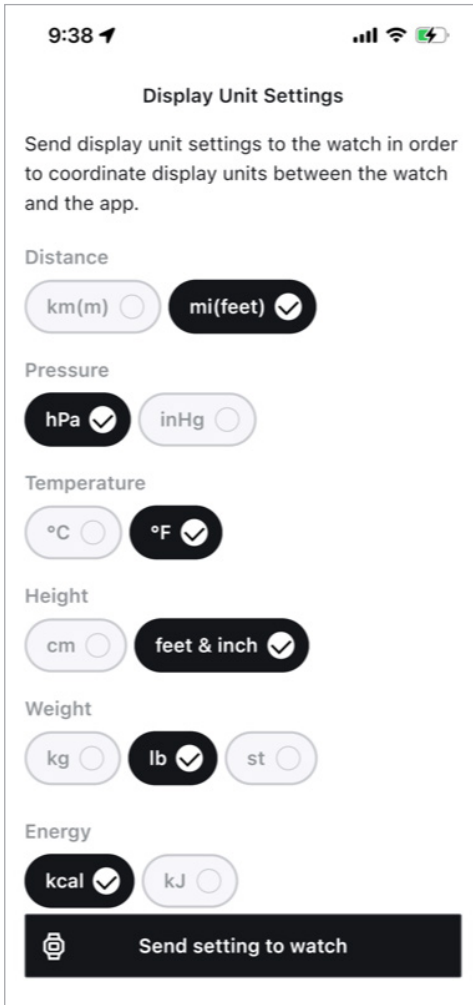 9:38
Display Unit Settings
Send display unit settings to the watch in order
to coordinate display units between the watch
and the app.
Distance
km(m) mi(feet)
Pressure
hPa inHg
Temperature
°C °F
Height
cm feet & inch
Weight
kg lb st
Energy
kcal kJ
Send setting to watch